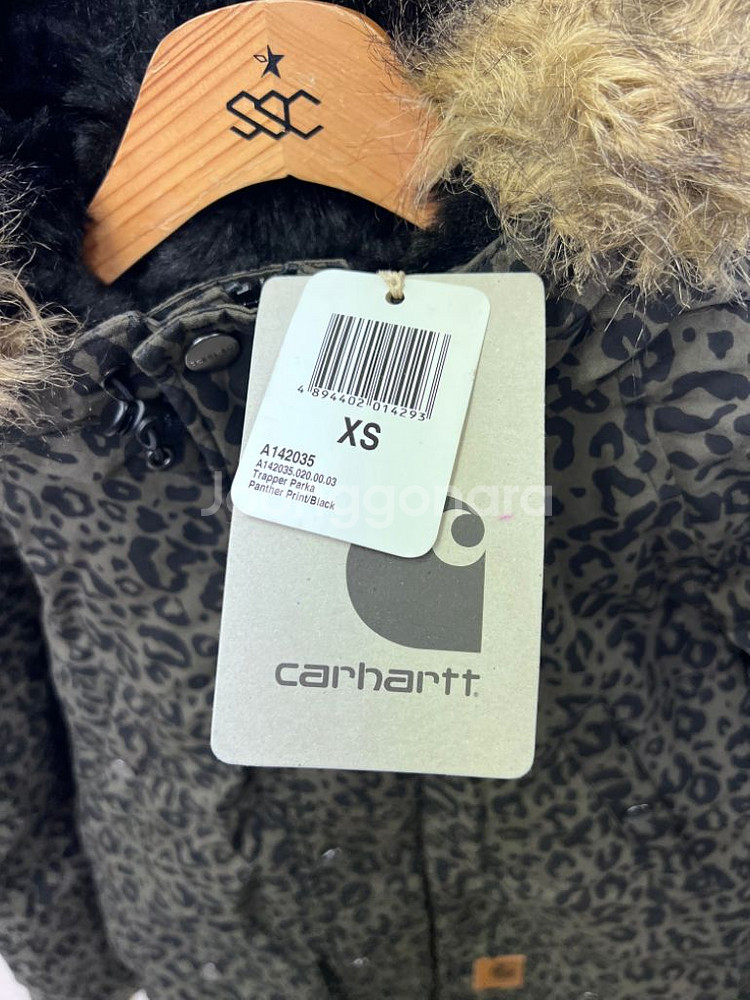 SSC
4 894402 014293
XS
A142035
A142035.020.00.03
Trapper Parka
Panther Print/Black
carhartt